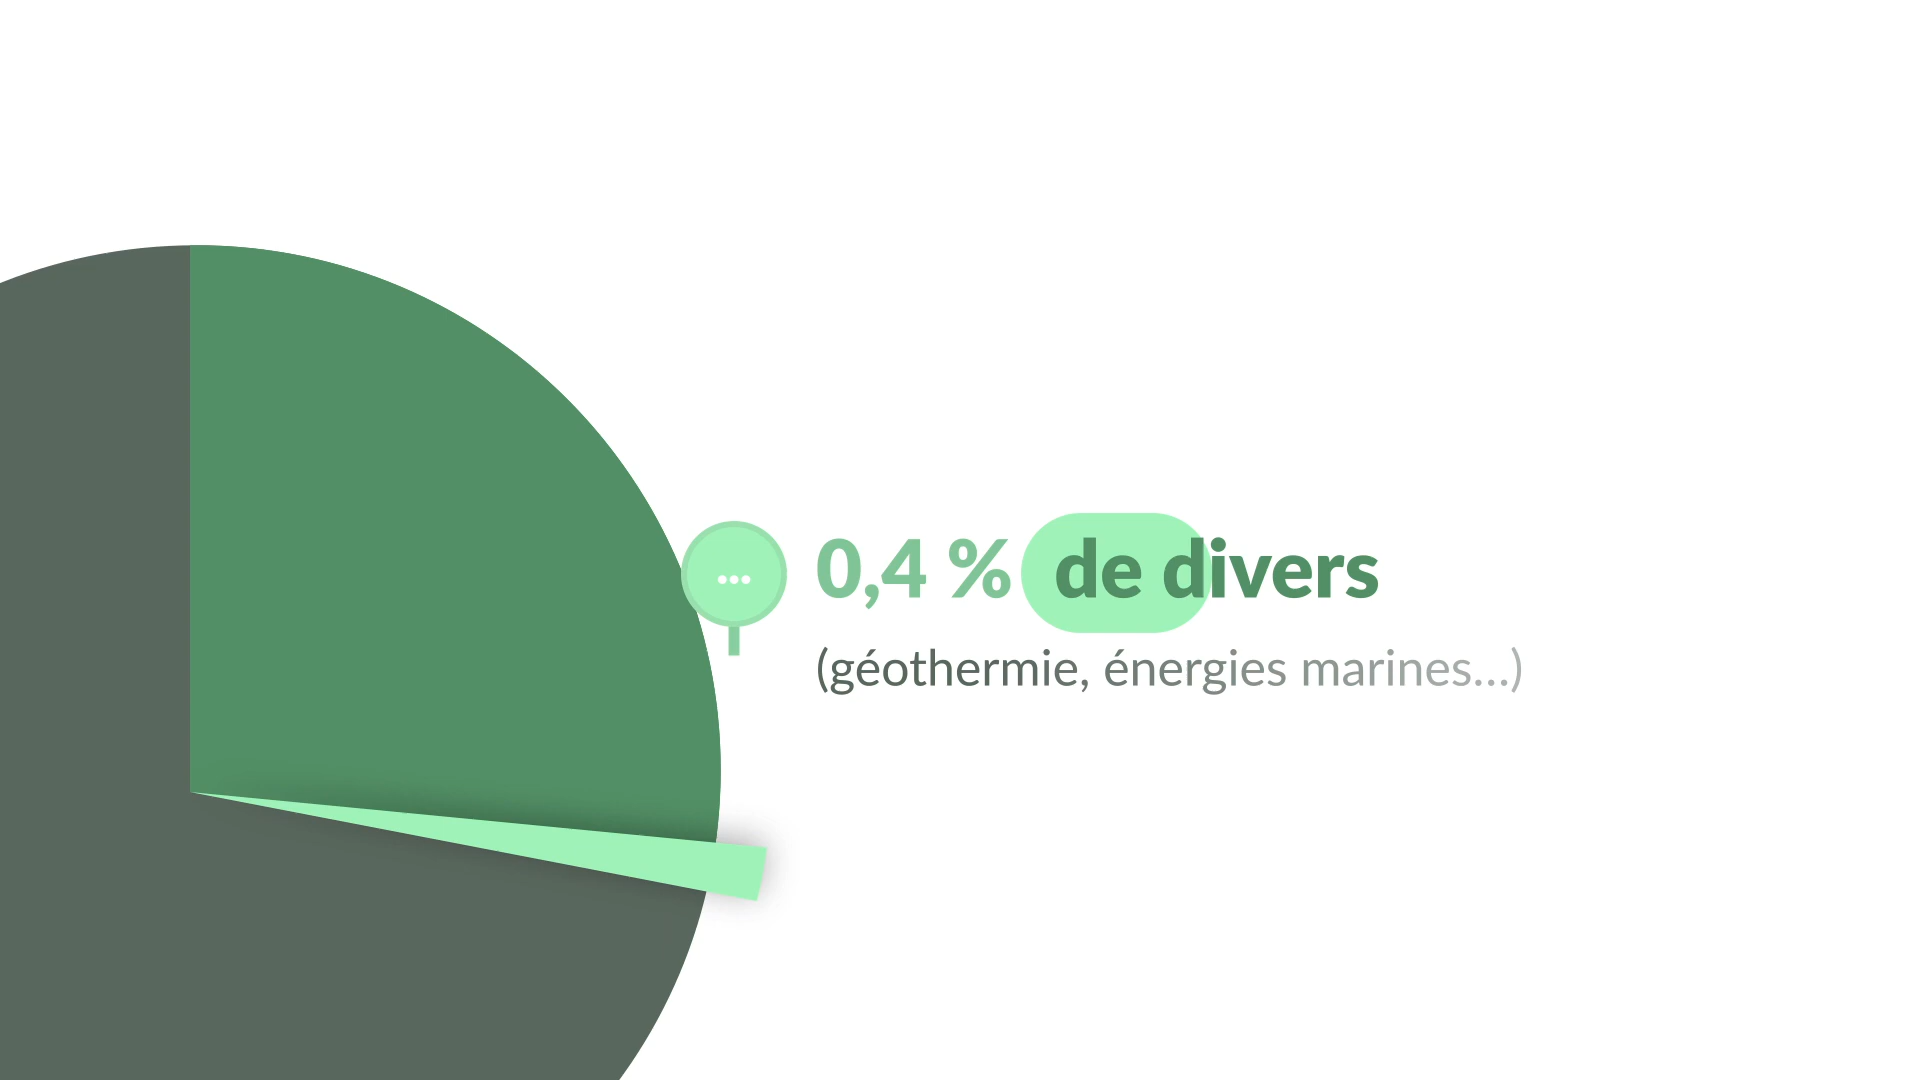 0,4 % de divers
(géothermie, énergies marines...)